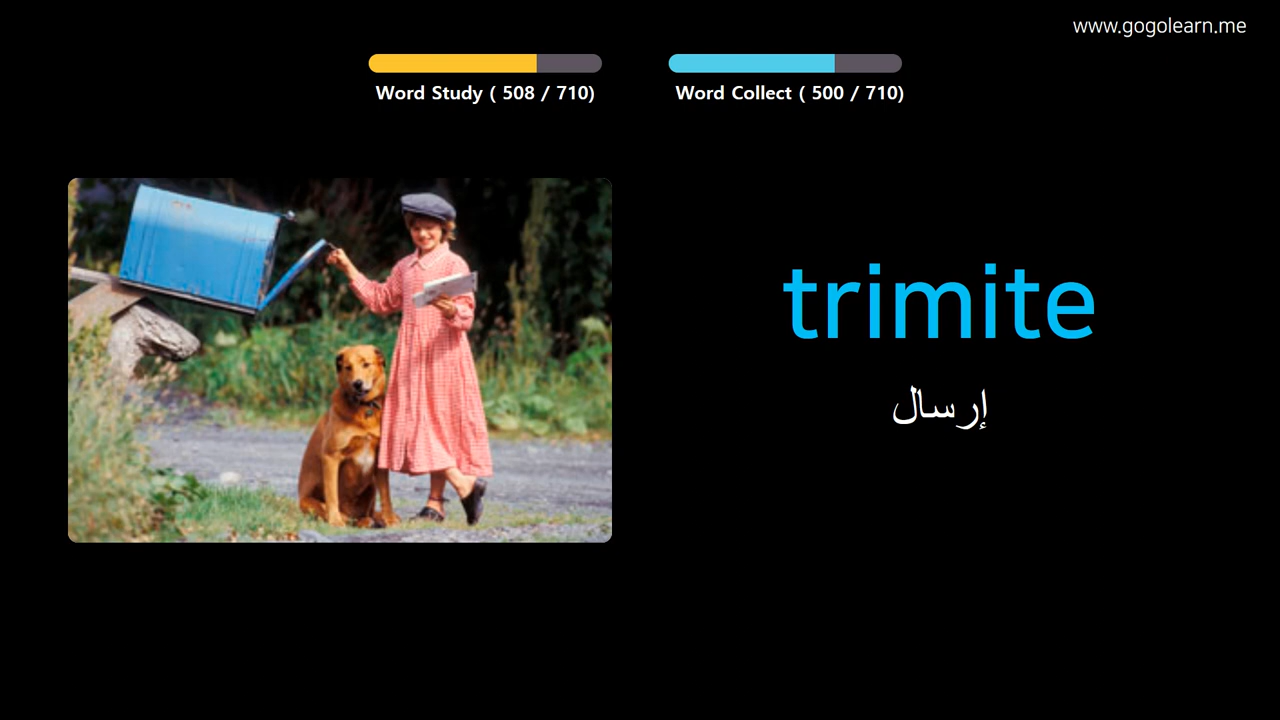 www.gogolearn.me
Word Study ( 508 / 710)
Word Collect ( 500 / 710)
trimite
إرسال